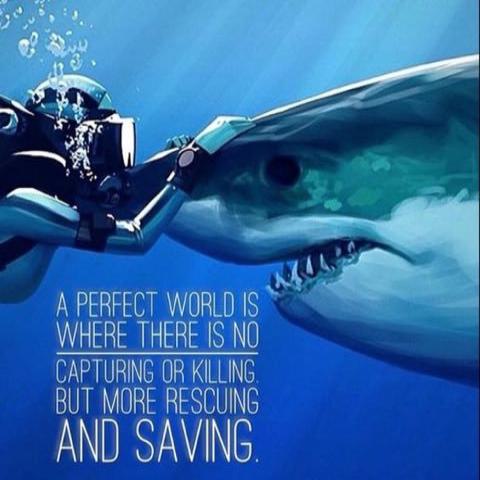 A PERFECT WORLD IS
WHERE THERE IS NO
CAPTURING OR KILLING.
BUT MORE RESCUING
AND SAVING.